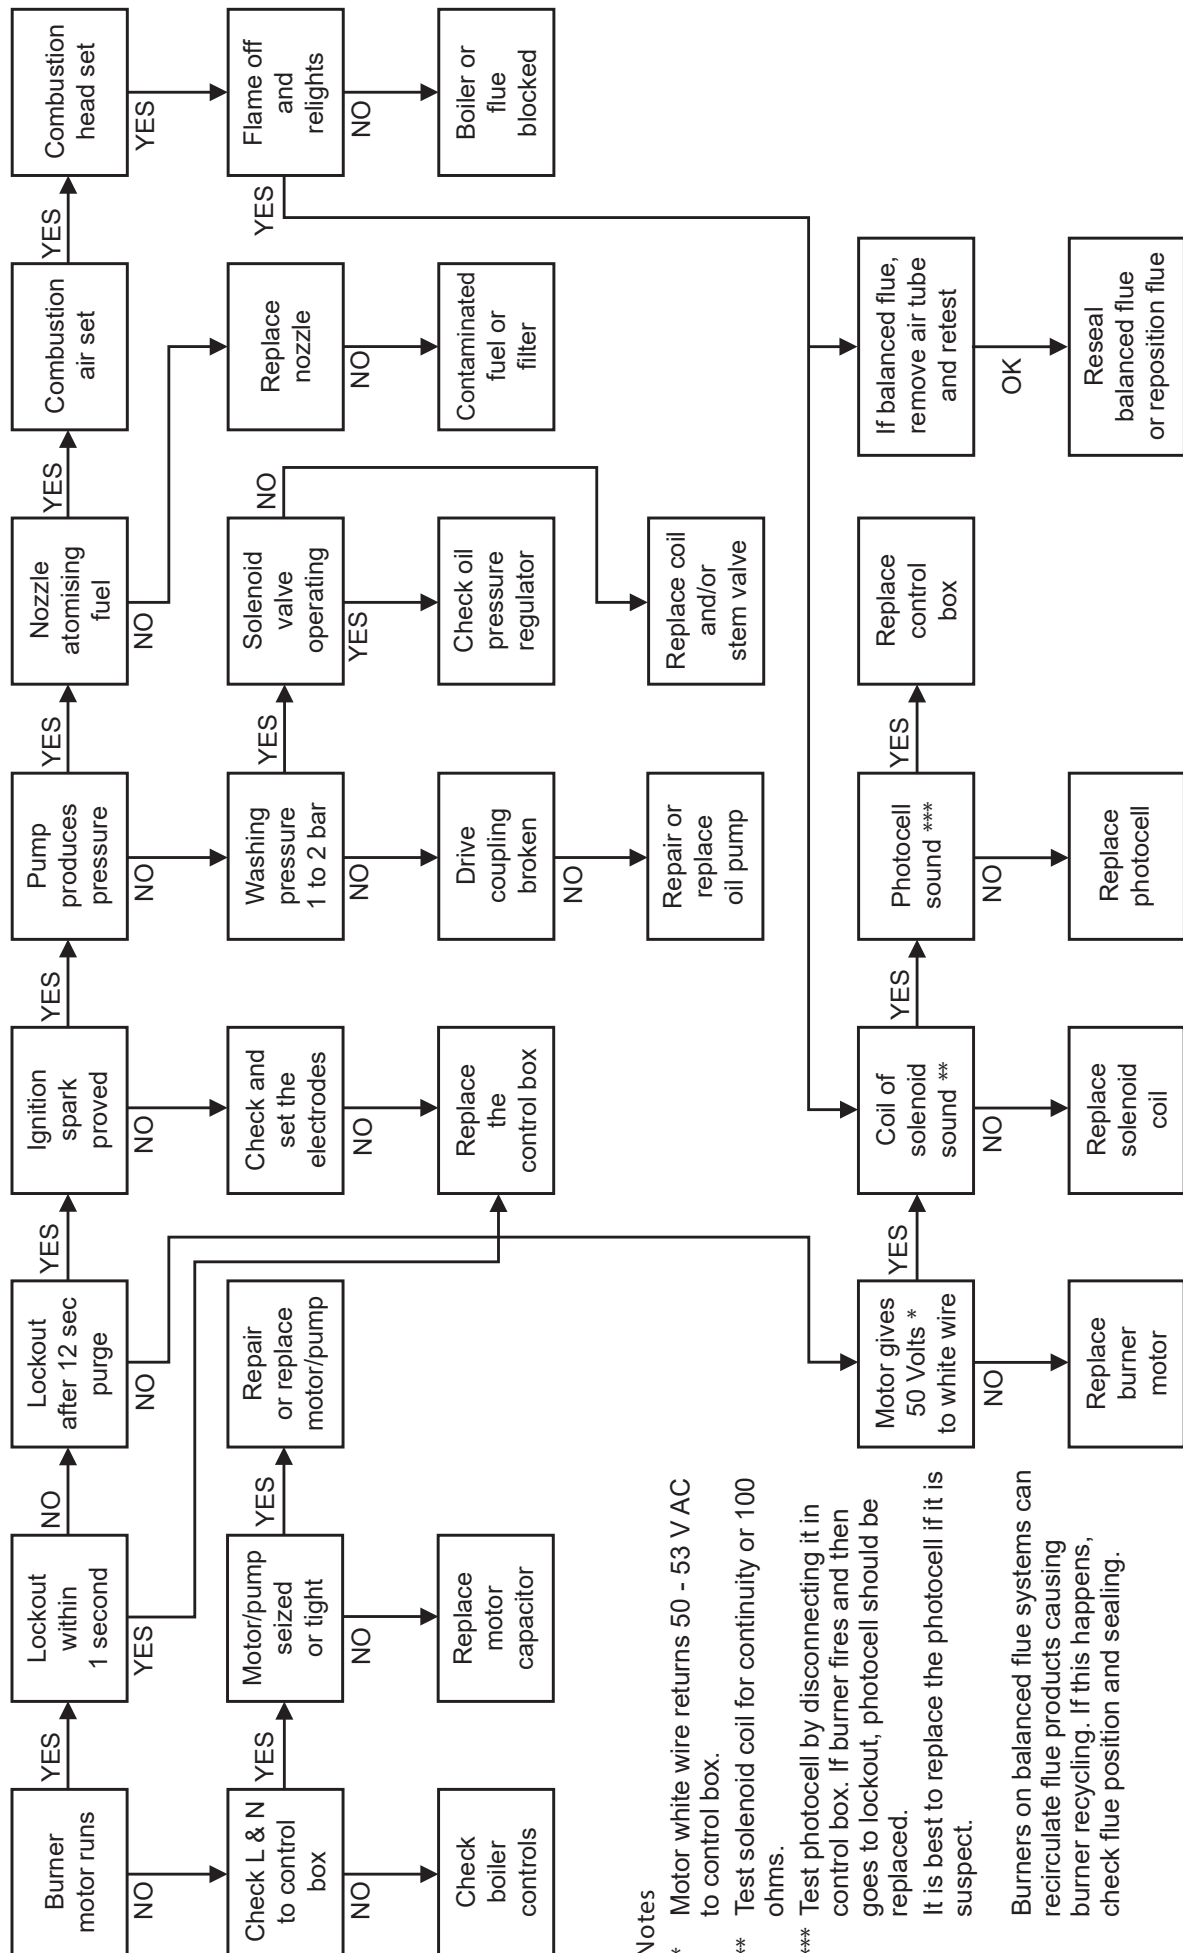 Burner
motor runs
YES
NO
Lockout
within
1 second
NO
YES
Lockout
after 12 sec
purge
YES
NO
Ignition
spark
proved
YES
NO
Pump
produces
pressure
YES
NO
Nozzle
atomising
fuel
YES
NO
Combustion
air set
YES
Combustion
head set
YES
Check L & N
to control
box
YES
NO
Motor/pump
seized
or tight
YES
NO
Repair
or replace
motor/pump
Check and
set the
electrodes
NO
Washing
pressure
1 to 2 bar
YES
NO
Solenoid
valve
operating
NO
YES
Replace
nozzle
NO
Flame off
and
relights
YES
NO
Check
boiler
controls
Replace
motor
capacitor
Replace
the
control box
Drive
coupling
broken
NO
Check oil
pressure
regulator
Contaminated
fuel or
filter
Boiler or
flue
blocked
Repair or
replace
oil pump
Replace coil
and/or
stem valve
Motor gives
50 Volts *
to white wire
YES
NO
Coil of
solenoid
sound **
YES
NO
Photocell
sound ***
YES
NO
Replace
control
box
If balanced flue,
remove air tube
and retest
OK
Replace
burner
motor
Replace
solenoid
coil
Replace
photocell
Reseal
balanced flue
or reposition flue
Notes
* Motor white wire returns 50 - 53 V AC
to control box.
** Test solenoid coil for continuity or 100
ohms.
*** Test photocell by disconnecting it in
control box. If burner fires and then
goes to lockout, photocell should be
replaced.
It is best to replace the photocell if it is
suspect.
Burners on balanced flue systems can
recirculate flue products causing
burner recycling. If this happens,
check flue position and sealing.